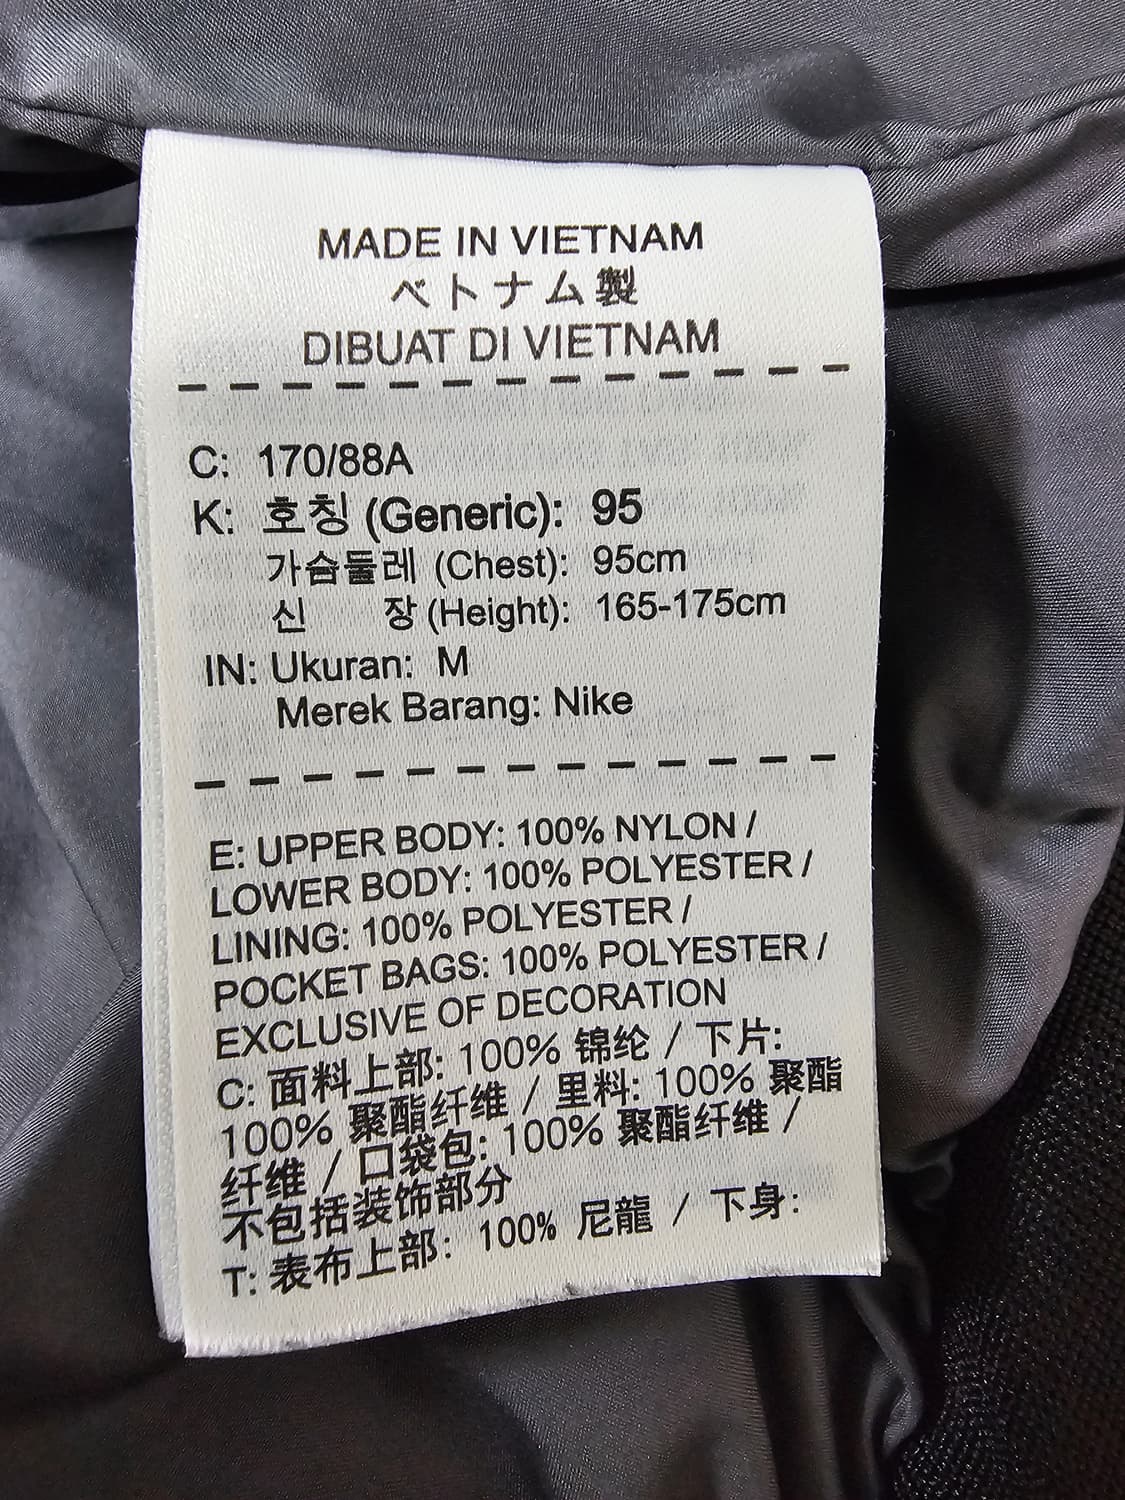 MADE IN VIETNAM
ベトナム製
DIBUAT DI VIETNAM
C: 170/88A
K: 호칭 (Generic): 95
가슴둘레 (Chest): 95cm
신 장 (Height): 165-175cm
IN: Ukuran: M
Merek Barang: Nike
E: UPPER BODY: 100% NYLON /
LOWER BODY: 100% POLYESTER /
LINING: 100% POLYESTER /
POCKET BAGS: 100% POLYESTER /
EXCLUSIVE OF DECORATION
C: 面料上部: 100% 锦纶 / 下片:
100% 聚酯纤维 / 里料: 100% 聚酯
纤维 / 口袋包: 100% 聚酯纤维 /
不包括装饰部分
T: 表布上部: 100% 尼龍 / 下身: